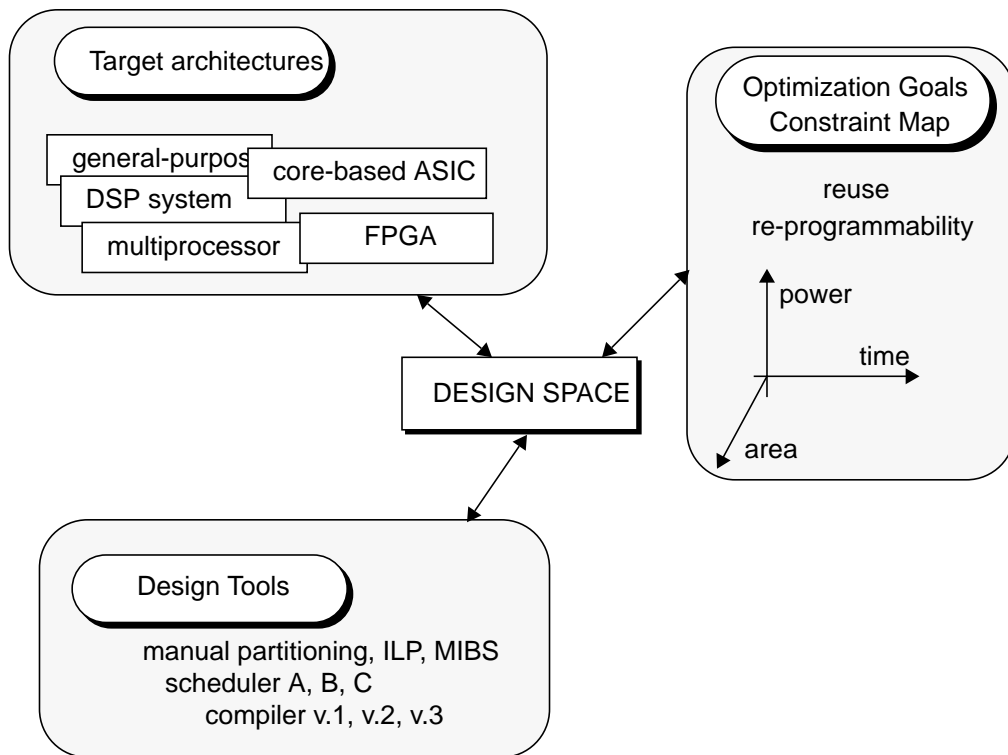 Target architectures
general-purpos
core-based ASIC
DSP system
FPGA
multiprocessor
Optimization Goals
Constraint Map
reuse
re-programmability
power
time
area
DESIGN SPACE
Design Tools
manual partitioning, ILP, MIBS
scheduler A, B, C
compiler v.1, v.2, v.3